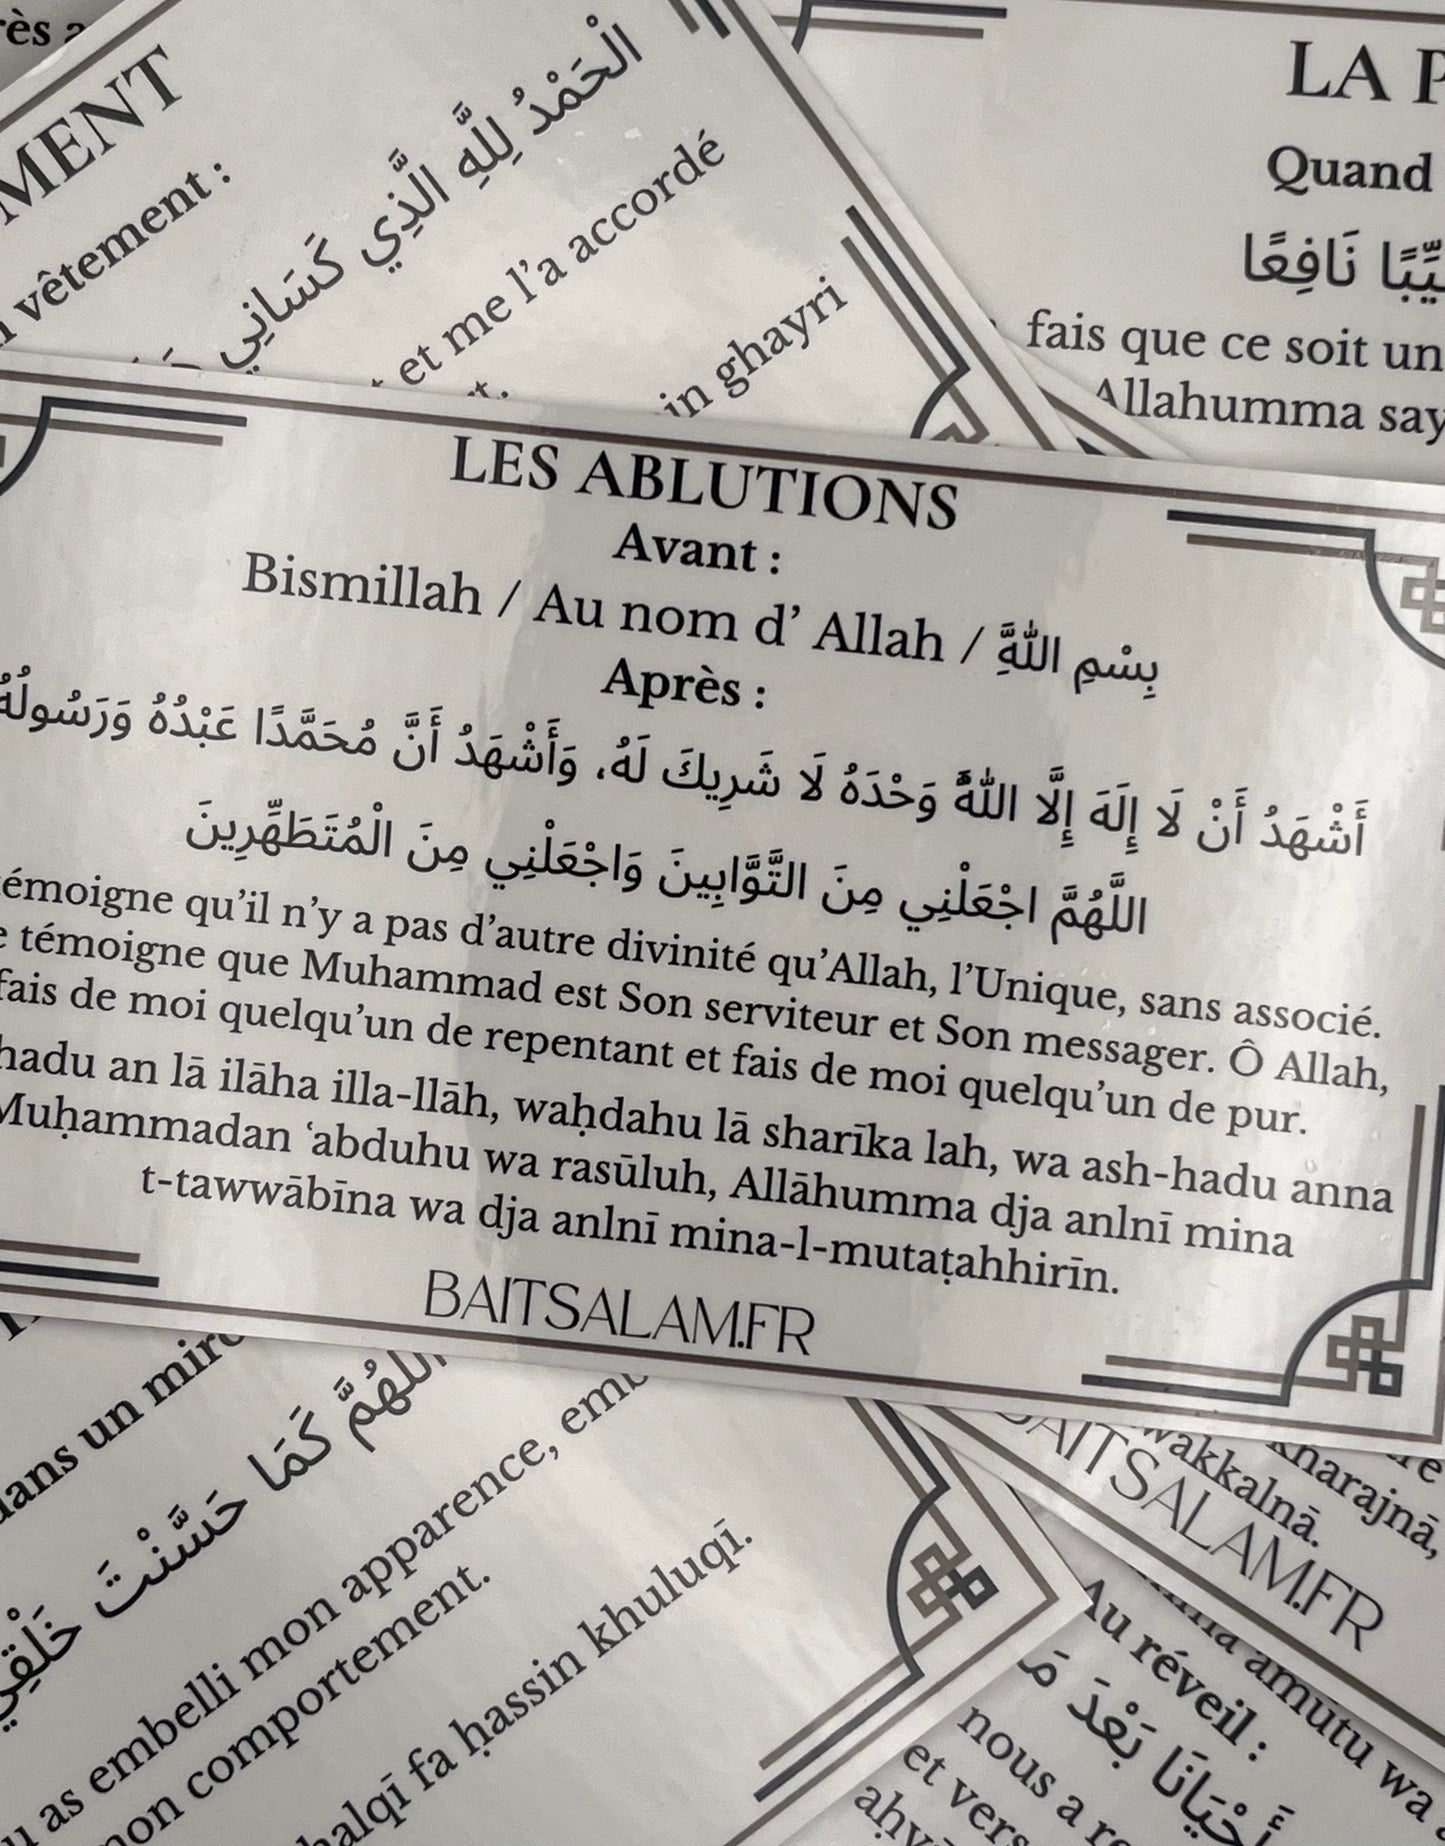 MENT
vêtement :
الْحَمْدُ لِلَّهِ الَّذِي كَسَانِي
et me l’a accordé
in ghayri
LA
Quand
نَافِعًا
fais que ce soit un
Allahumma
LES ABLUTIONS
Avant :
Bismillah / Au nom d’ Allah / بِسْمِ اللَّهِ
Après :
أَشْهَدُ أَنْ لَا إِلَهَ إِلَّا اللَّهُ وَحْدَهُ لَا شَرِيكَ لَهُ، وَأَشْهَدُ أَنَّ مُحَمَّدًا عَبْدُهُ وَرَسُولُهُ
اللَّهُمَّ اجْعَلْنِي مِنَ التَّوَّابِينَ وَاجْعَلْنِي مِنَ الْمُتَطَهِّرِينَ
émoigne qu’il n’y a pas d’autre divinité qu’Allah, l’Unique, sans associé.
témoigne que Muhammad est Son serviteur et Son messager. Ô Allah,
fais de moi quelqu’un de repentant et fais de moi quelqu’un de pur.
hadu an lā ilāha illa-llāh, waḥdahu lā sharīka lah, wa ash-hadu anna
Muḥammadan ‘abduhu wa rasūluh, Allāhumma dja anlnī mina
t-tawwābīna wa dja anlnī mina-l-mutaṭahhirīn.
BAITSALAM.FR
dans un
اللَّهُمَّ كَمَا حَسَّنْتَ خَلْقِي
as embelli mon apparence,
mon comportement.
fa ḥassin khuluqī.
kharajnā,
wakkalnā.
BAITSALAM.FR
amutu wa
Au réveil :
أَحْيَانَا بَعْدَ
nous a
et vers